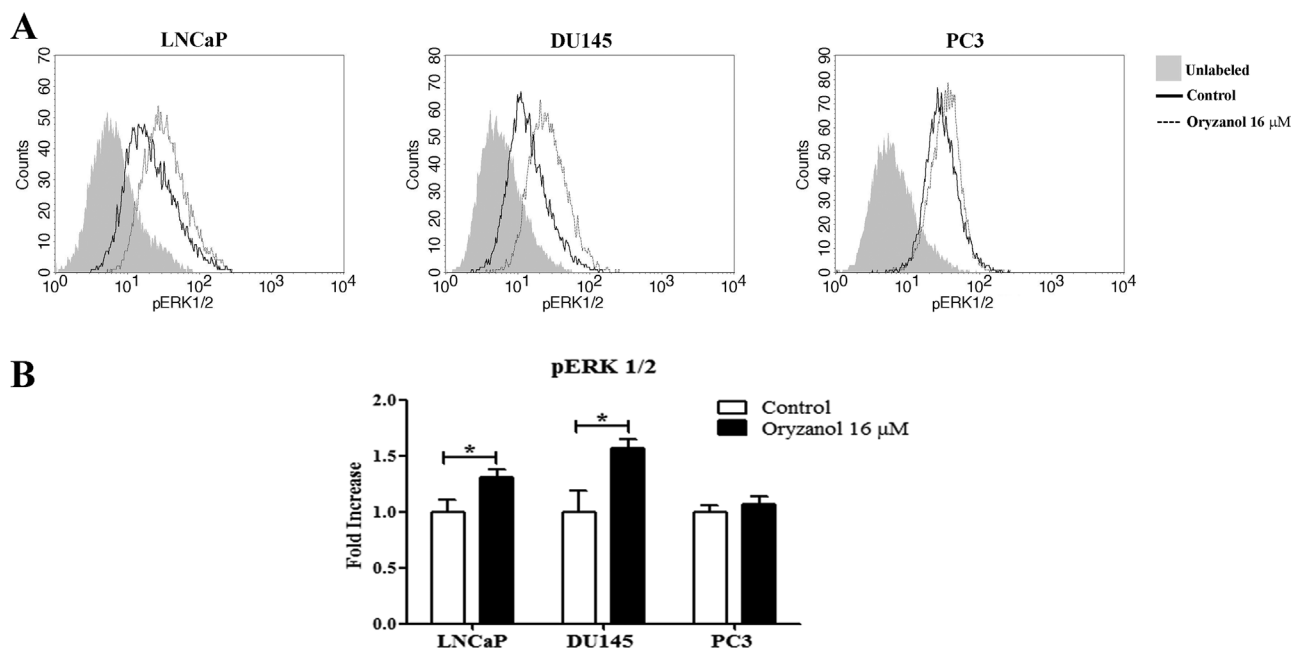 A
LNCaP
DU145
PC3
Counts
70
60
50
40
30
20
10
0
10⁰ 10¹ 10² 10³ 10⁴
pERK1/2
Counts
80
70
60
50
40
30
20
10
0
10⁰ 10¹ 10² 10³ 10⁴
pERK1/2
Counts
90
80
70
60
50
40
30
20
10
0
10⁰ 10¹ 10² 10³ 10⁴
pERK1/2
Unlabeled
Control
Oryzanol 16 μM
B
pERK 1/2
Fold Increase
2.0
1.5
1.0
0.5
0.0
*
*
Control
Oryzanol 16 μM
LNCaP DU145 PC3